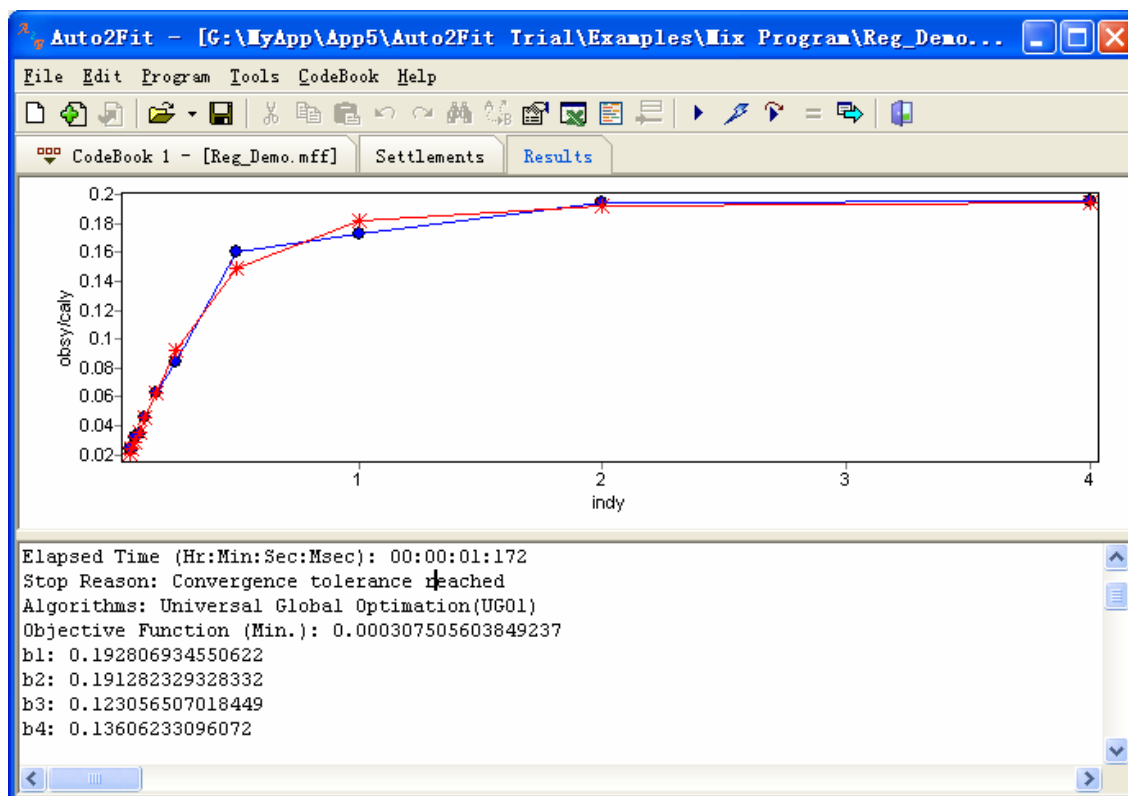 Auto2Fit - [G:\MyApp\App5\Auto2Fit Trial\Examples\Mix Program\Reg_Demo...
File Edit Program Tools CodeBook Help
CodeBook 1 - [Reg_Demo.mff] Settlements Results
0.2
0.18
0.16
0.14
0.12
0.1
0.08
0.06
0.04
0.02
obsy/caly
1 2 3 4
indy
Elapsed Time (Hr:Min:Sec:Msec): 00:00:01:172
Stop Reason: Convergence tolerance reached
Algorithms: Universal Global Optimation(UGO1)
Objective Function (Min.): 0.000307505603849237
b1: 0.192806934550622
b2: 0.191282329328332
b3: 0.123056507018449
b4: 0.13606233096072